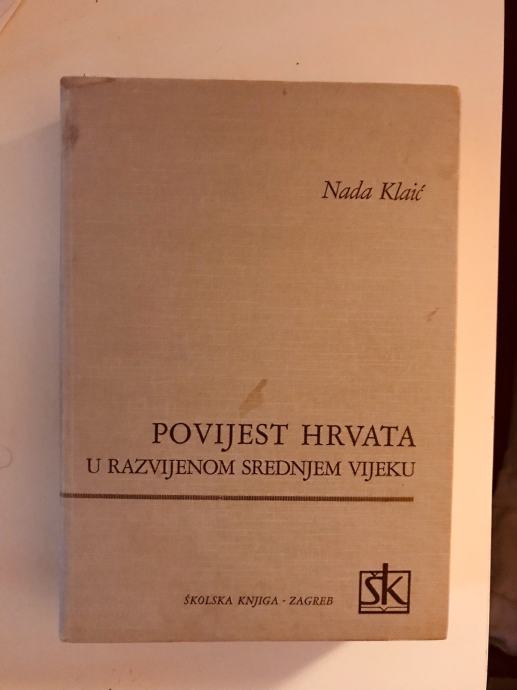 Nada Klaić
POVIJEST HRVATA
U RAZVIJENOM SREDNJEM VIJEKU
ŠKOLSKA KNJIGA · ZAGREB
šk